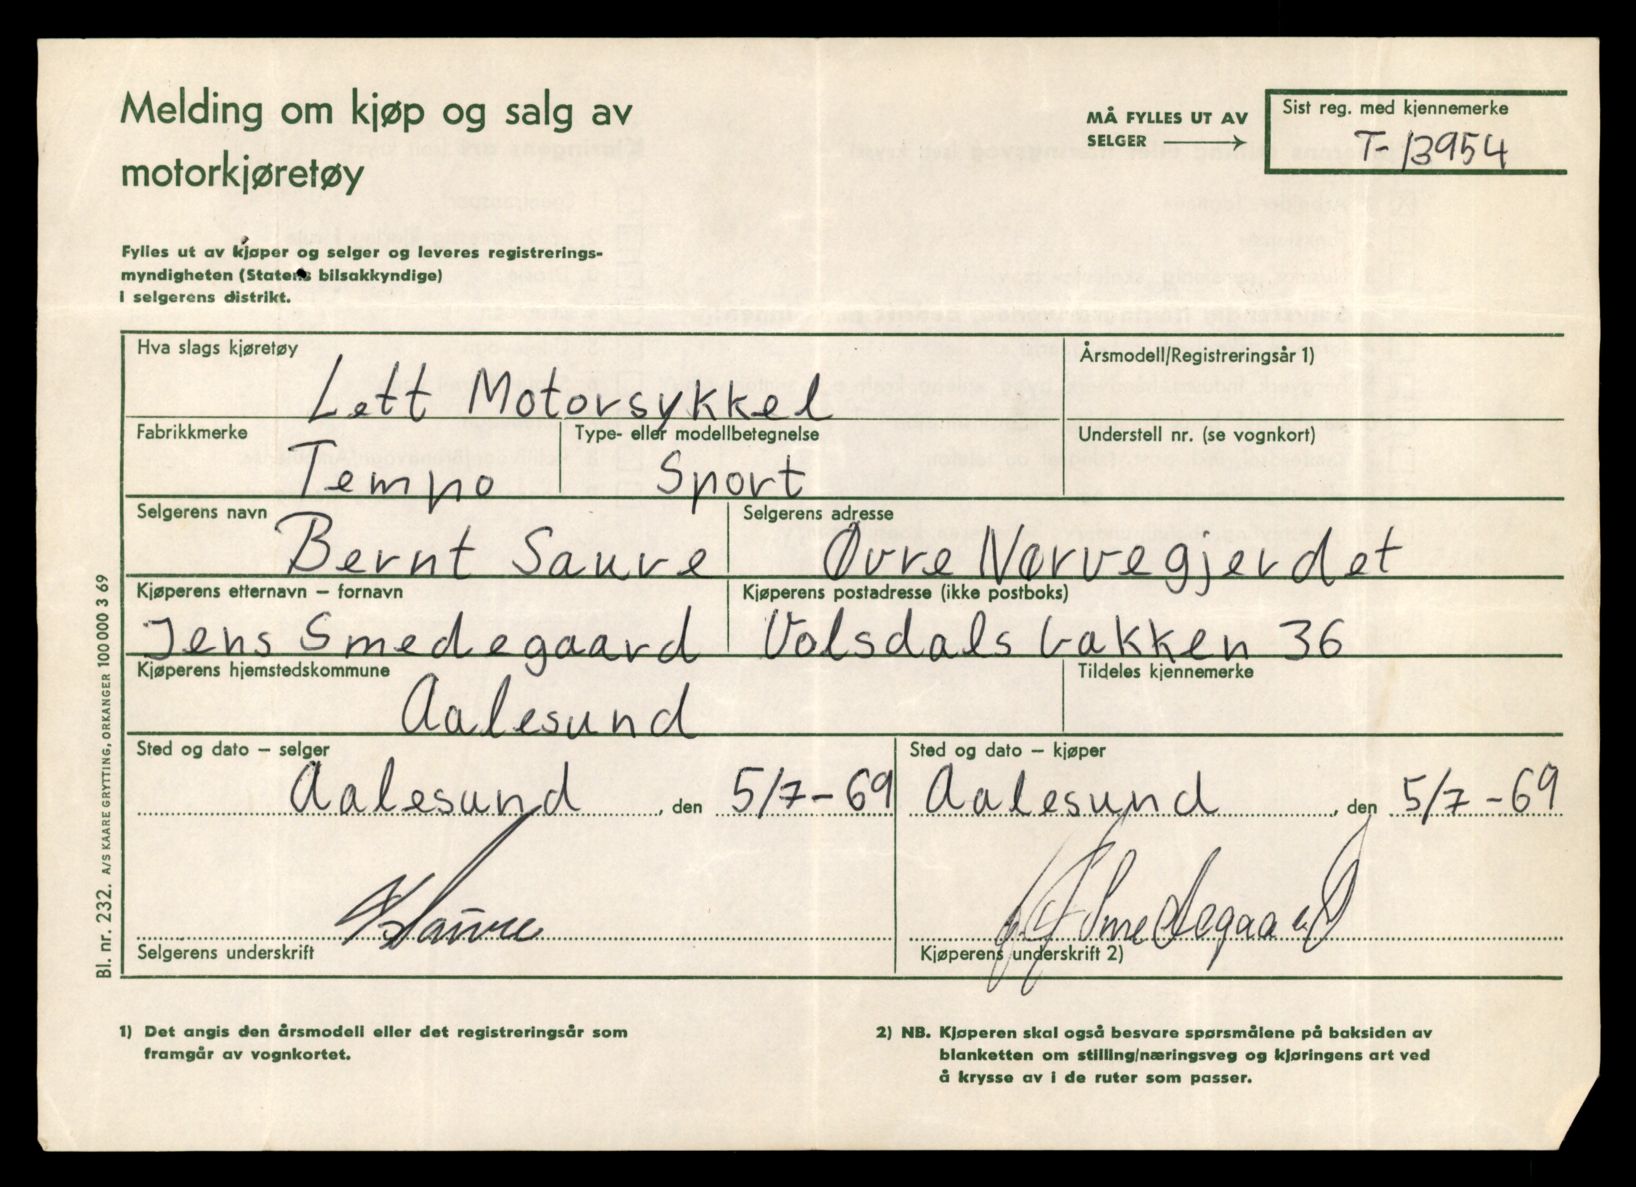 Melding om kjøp og salg av
motorkjøretøy
MÅ FYLLES UT AV
SELGER
Sist reg. med kjennemerke
T-13954
Fylles ut av kjøper og selger og leveres registrerings-
myndigheten (Statens bilsakkyndige)
i selgerens distrikt.
Hva slags kjøretøy
Lett Motorsykkel
Årsmodell/Registreringsår 1)
Fabrikkmerke
Tempo
Type- eller modellbetegnelse
Sport
Understell nr. (se vognkort)
Selgerens navn
Bernt Saure
Selgerens adresse
Øvre Nørvegjerdet
Kjøperens etternavn – fornavn
Jens Smedegaard
Kjøperens postadresse (ikke postboks)
Volsdalsbakken 36
Kjøperens hjemstedskommune
Aalesund
Tildeles kjennemerke
Sted og dato – selger
Aalesund, den 5/7-69
Sted og dato – kjøper
Aalesund, den 5/7-69
Saure
Selgerens underskrift
Smedegaard
Kjøperens underskrift 2)
1) Det angis den årsmodell eller det registreringsår som
framgår av vognkortet.
2) NB. Kjøperen skal også besvare spørsmålene på baksiden av
blanketten om stilling/næringsveg og kjøringens art ved
å krysse av i de ruter som passer.
Bl. nr. 232. A/S KAARE GRYTTING, ORKANGER 100 000 3 69